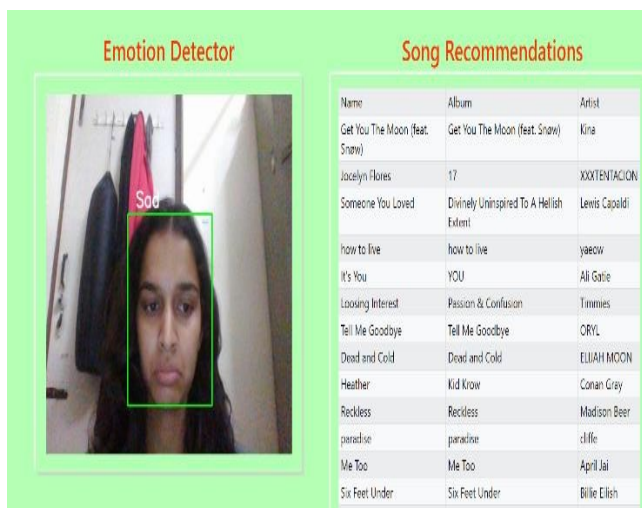 Emotion Detector
Song Recommendations
Sad
Name Album Artist
Get You The Moon (feat. Get You The Moon (feat. Snøw) Kina
Snøw)
Jocelyn Flores 17 XXXTENTACION
Someone You Loved Divinely Uninspired To A Hellish Lewis Capaldi
Extent
how to live how to live yaeow
It's You YOU Ali Gatie
Loosing Interest Passion & Confusion Timmies
Tell Me Goodbye Tell Me Goodbye ORYL
Dead and Cold Dead and Cold ELIJAH MOON
Heather Kid Krow Conan Gray
Reckless Reckless Madison Beer
paradise paradise cliffe
Me Too Me Too April Jai
Six Feet Under Six Feet Under Billie Eilish